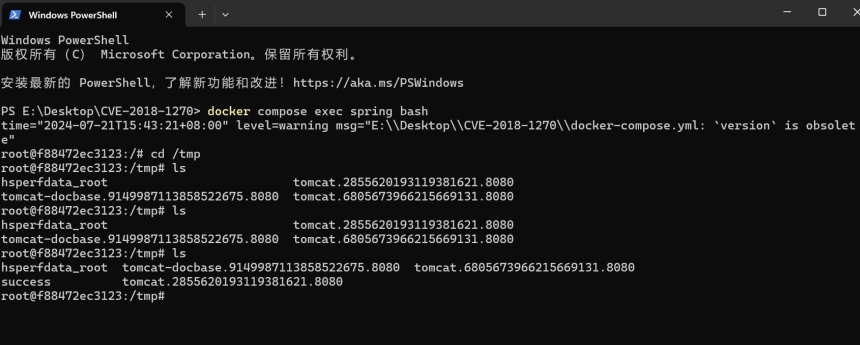 Windows PowerShell
Windows PowerShell
版权所有 (C) Microsoft Corporation。保留所有权利。
安装最新的 PowerShell，了解新功能和改进！https://aka.ms/PSWindows
PS E:\Desktop\CVE-2018-1270> docker compose exec spring bash
time="2024-07-21T15:43:21+08:00" level=warning msg="E:\\Desktop\\CVE-2018-1270\\docker-compose.yml: `version` is obsolet
e"
root@f88472ec3123:/# cd /tmp
root@f88472ec3123:/tmp# ls
hsperfdata_root                          tomcat.2855620193119381621.8080
tomcat-docbase.9149987113858522675.8080  tomcat.6805673966215669131.8080
root@f88472ec3123:/tmp# ls
hsperfdata_root                          tomcat.2855620193119381621.8080
tomcat-docbase.9149987113858522675.8080  tomcat.6805673966215669131.8080
root@f88472ec3123:/tmp# ls
hsperfdata_root  tomcat-docbase.9149987113858522675.8080  tomcat.6805673966215669131.8080
success          tomcat.2855620193119381621.8080
root@f88472ec3123:/tmp#